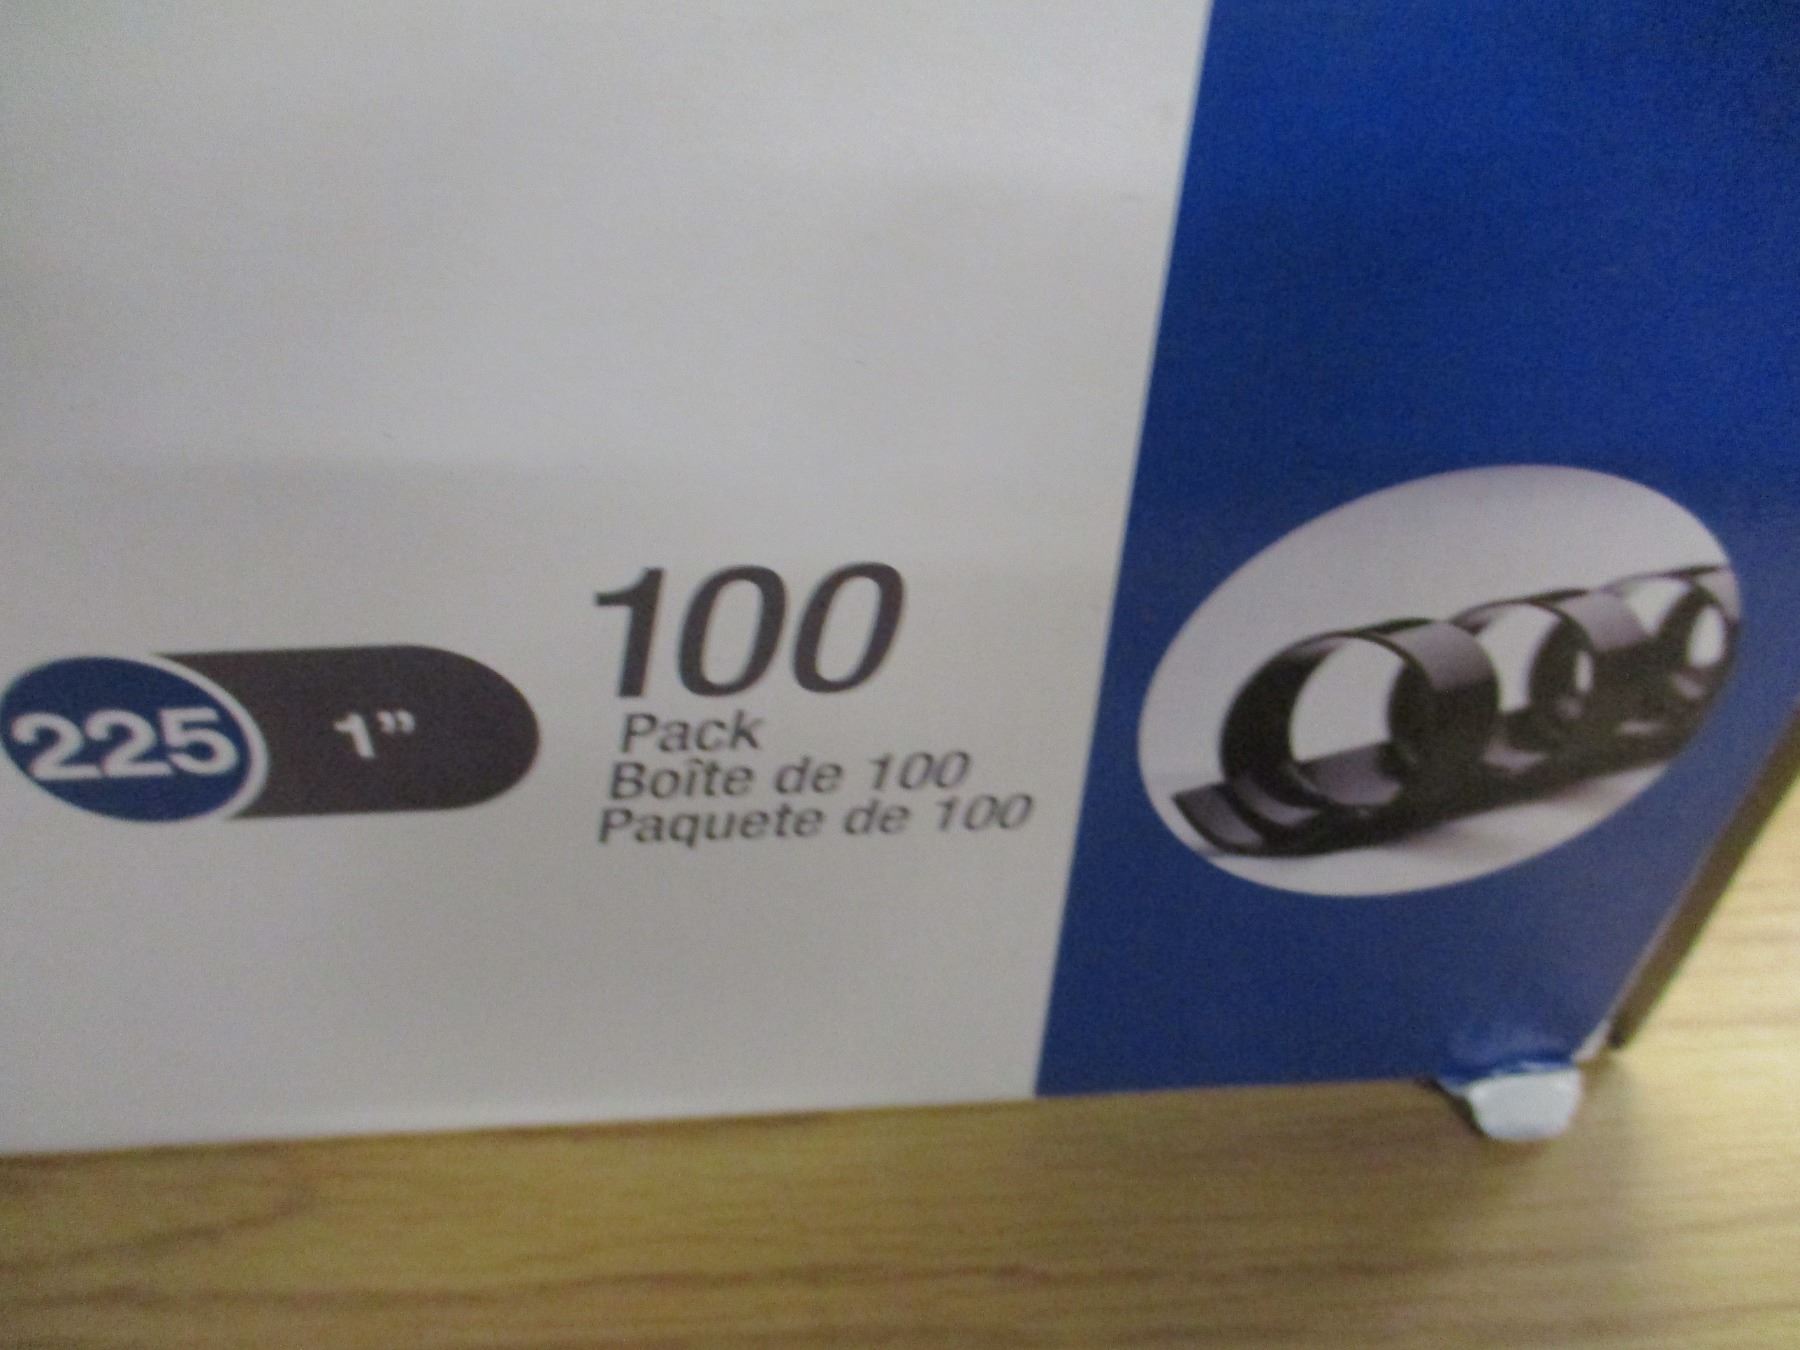 225 1”
100
Pack
Boîte de 100
Paquete de 100